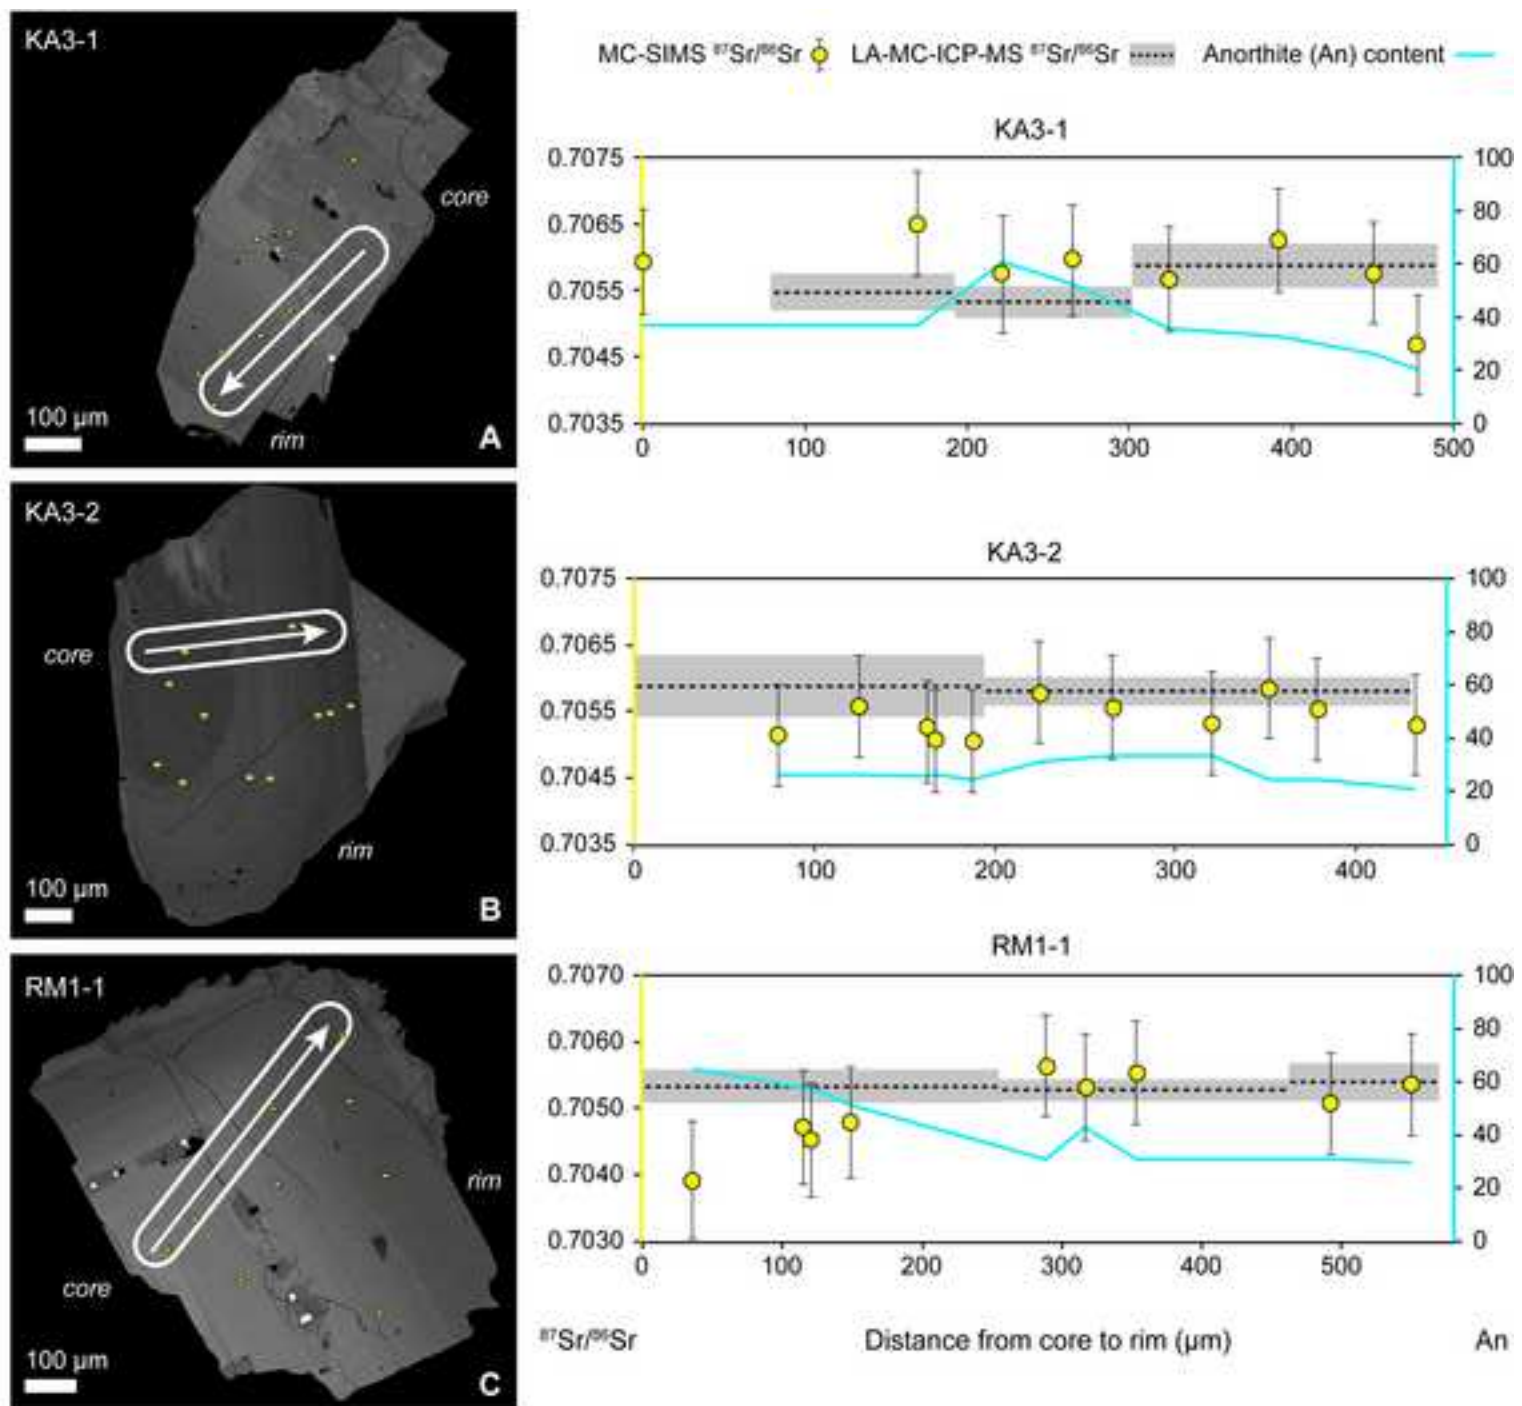 KA3-1
core
rim
100 µm
A
KA3-2
core
rim
100 µm
B
RM1-1
rim
core
100 µm
C
MC-SIMS ⁸⁷Sr/⁸⁶Sr LA-MC-ICP-MS ⁸⁷Sr/⁸⁶Sr Anorthite (An) content
KA3-1
0.7075 100
80
0.7065
60
0.7055
40
0.7045
20
0.7035 0
0 100 200 300 400 500
KA3-2
0.7075 100
80
0.7065
60
0.7055
40
0.7045
20
0.7035 0
0 100 200 300 400
RM1-1
0.7070 100
80
0.7060
60
0.7050
40
0.7040
20
0.7030 0
0 100 200 300 400 500
⁸⁷Sr/⁸⁶Sr Distance from core to rim (µm) An